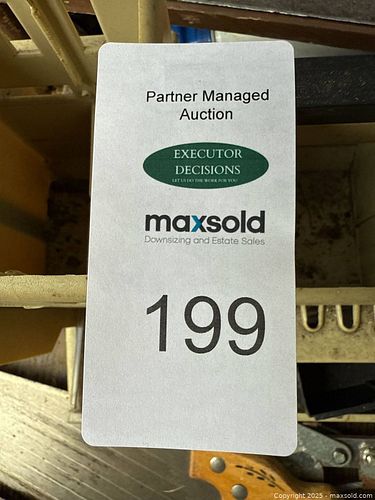 Partner Managed
Auction
EXECUTOR
DECISIONS
LET US DO THE WORK FOR YOU
maxsold
Downsizing and Estate Sales
199
Copyright 2025 - maxsold.com